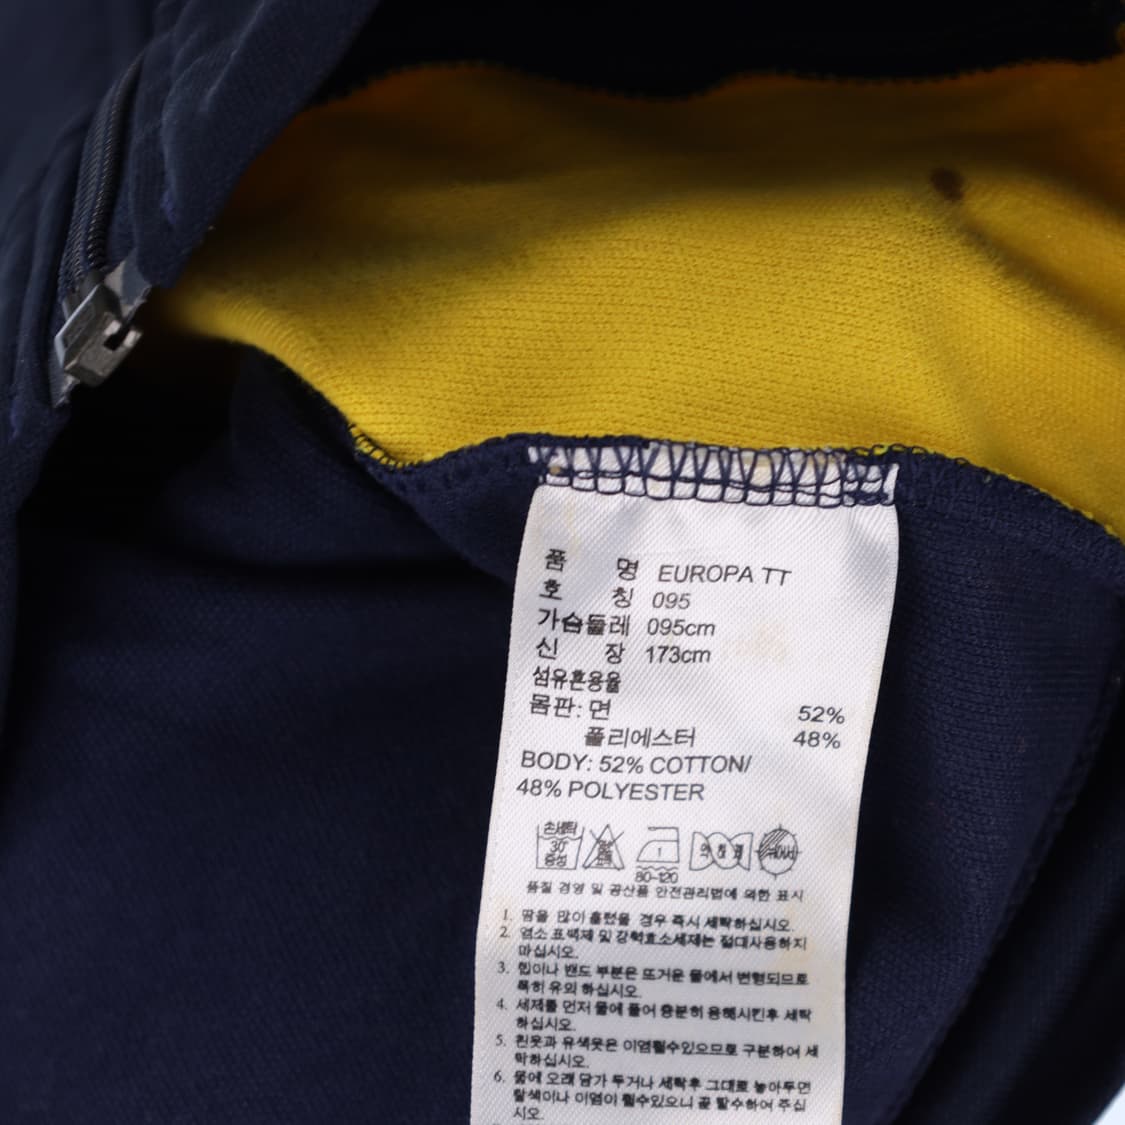 품 명 EUROPA TT
호 칭 095
가슴둘레 095cm
신 장 173cm
섬유혼용율
몸판: 면 52%
폴리에스터 48%
BODY: 52% COTTON/
48% POLYESTER
손세탁
30
중성
1
80-120
품질 경영 및 공산품 안전관리법에 의한 표시
1. 땀을 많이 흘렸을 경우 즉시 세탁하십시오.
2. 염소 표백제 및 강력효소세제는 절대사용하지
마십시오.
3. 립이나 밴드 부분은 뜨거운 물에서 변형되므로
특히 유의 하십시오.
4. 세제를 먼저 물에 풀어 충분히 용해시킨후 세탁
하십시오.
5. 흰옷과 유색옷은 이염될수있으므로 구분하여 세
탁하십시오.
6. 물에 오래 담가 두거나 세탁후 그대로 놓아두면
탈색이나 이염이 될수있으니 꼭 탈수하여 주십
시오.